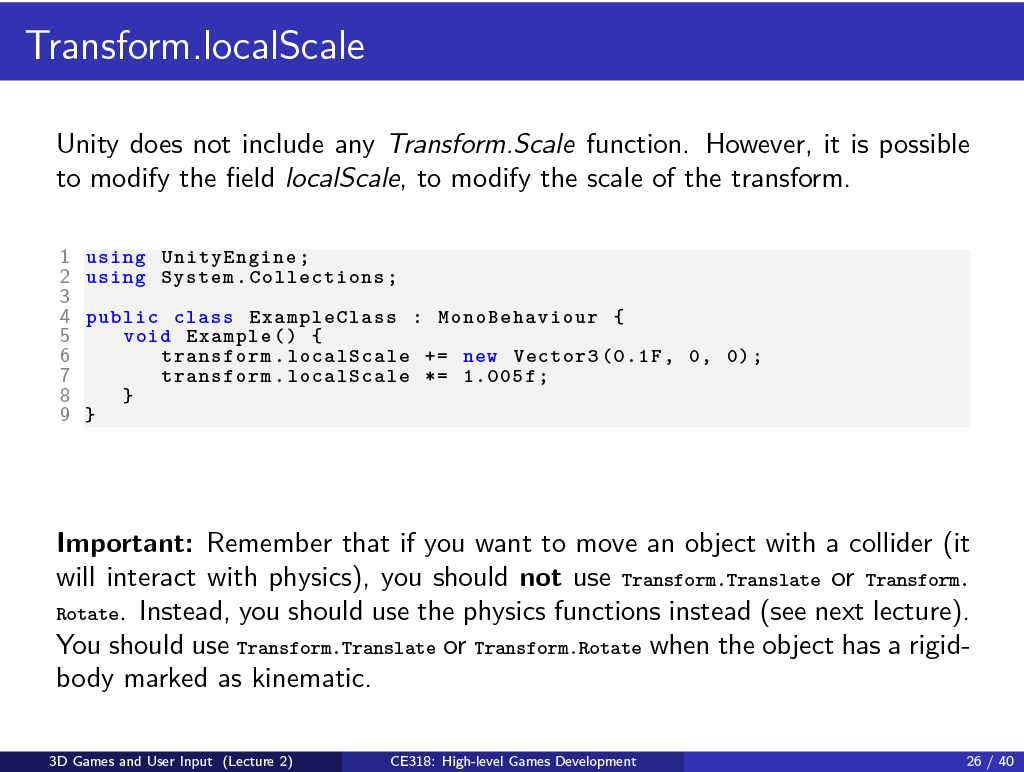 Transform.localScale
Unity does not include any Transform.Scale function. However, it is possible
to modify the field localScale, to modify the scale of the transform.
1 using UnityEngine;
2 using System.Collections;
3
4 public class ExampleClass : MonoBehaviour {
5 void Example() {
6 transform.localScale += new Vector3(0.1F, 0, 0);
7 transform.localScale *= 1.005f;
8 }
9 }
Important: Remember that if you want to move an object with a collider (it
will interact with physics), you should not use Transform.Translate or Transform.
Rotate. Instead, you should use the physics functions instead (see next lecture).
You should use Transform.Translate or Transform.Rotate when the object has a rigid-
body marked as kinematic.
3D Games and User Input (Lecture 2) CE318: High-level Games Development 26 / 40